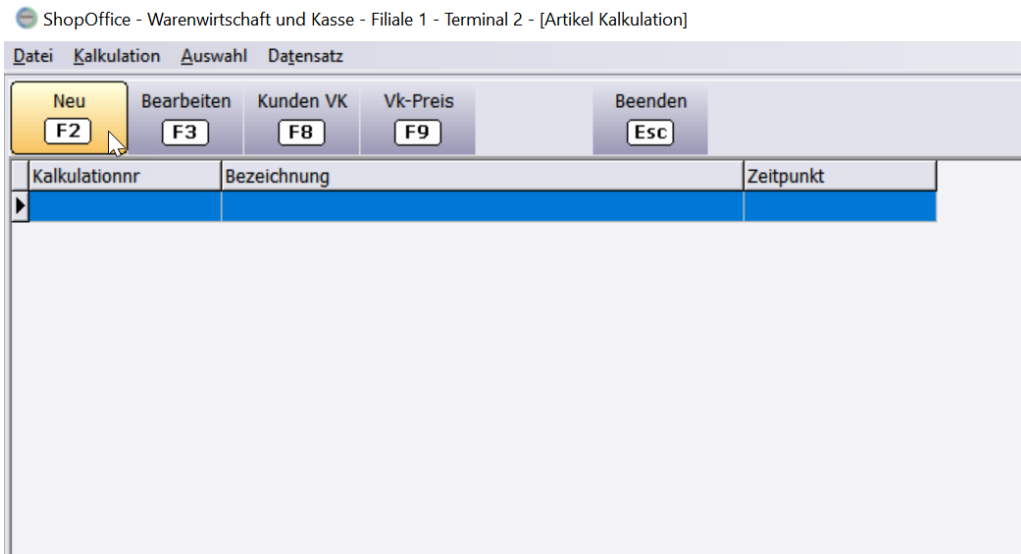 ShopOffice - Warenwirtschaft und Kasse - Filiale 1 - Terminal 2 - [Artikel Kalkulation]
Datei Kalkulation Auswahl Datensatz
Neu Bearbeiten Kunden VK Vk-Preis Beenden
F2 F3 F8 F9 Esc
Kalkulationnr Bezeichnung Zeitpunkt